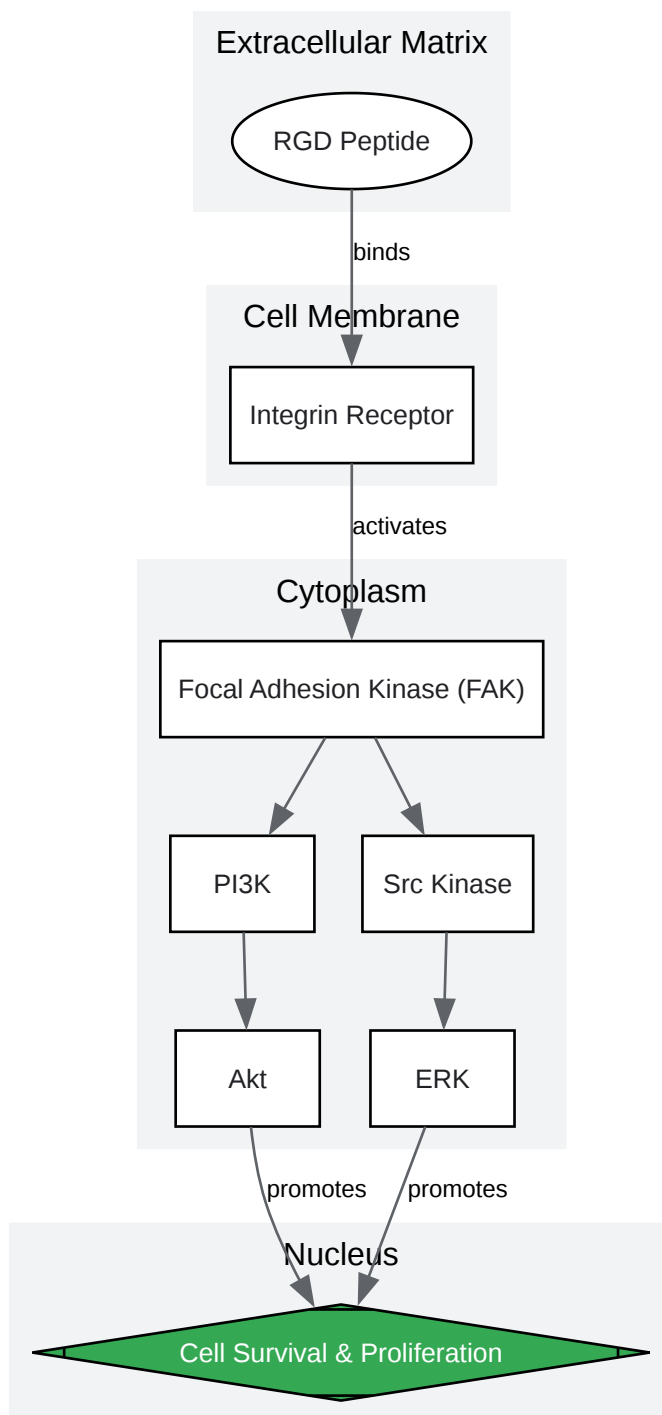 Extracellular Matrix
RGD Peptide
binds
Cell Membrane
Integrin Receptor
activates
Cytoplasm
Focal Adhesion Kinase (FAK)
PI3K
Src Kinase
Akt
ERK
promotes
promotes
Nucleus
Cell Survival & Proliferation